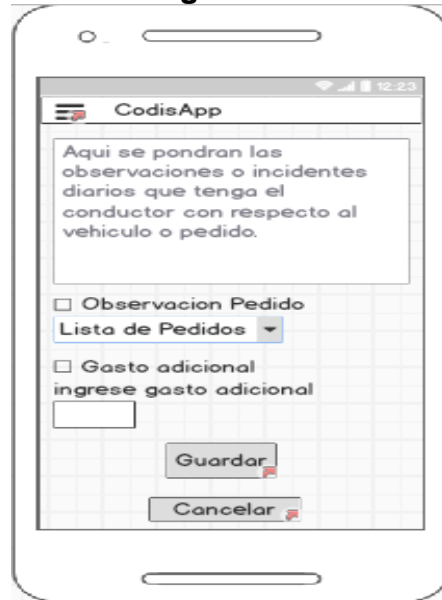 12:23
CodisApp
Aqui se pondran las
observaciones o incidentes
diarios que tenga el
conductor con respecto al
vehiculo o pedido.
Observacion Pedido
Lista de Pedidos
Gasto adicional
ingrese gasto adicional
Guardar
Cancelar